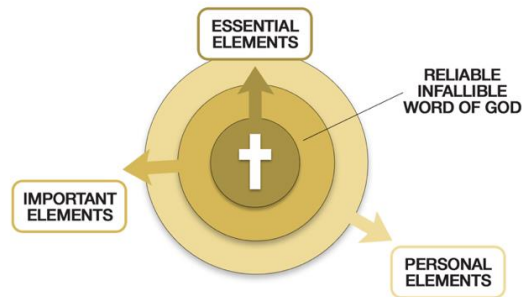 ESSENTIAL
ELEMENTS
RELIABLE
INFALLIBLE
WORD OF GOD
IMPORTANT
ELEMENTS
PERSONAL
ELEMENTS